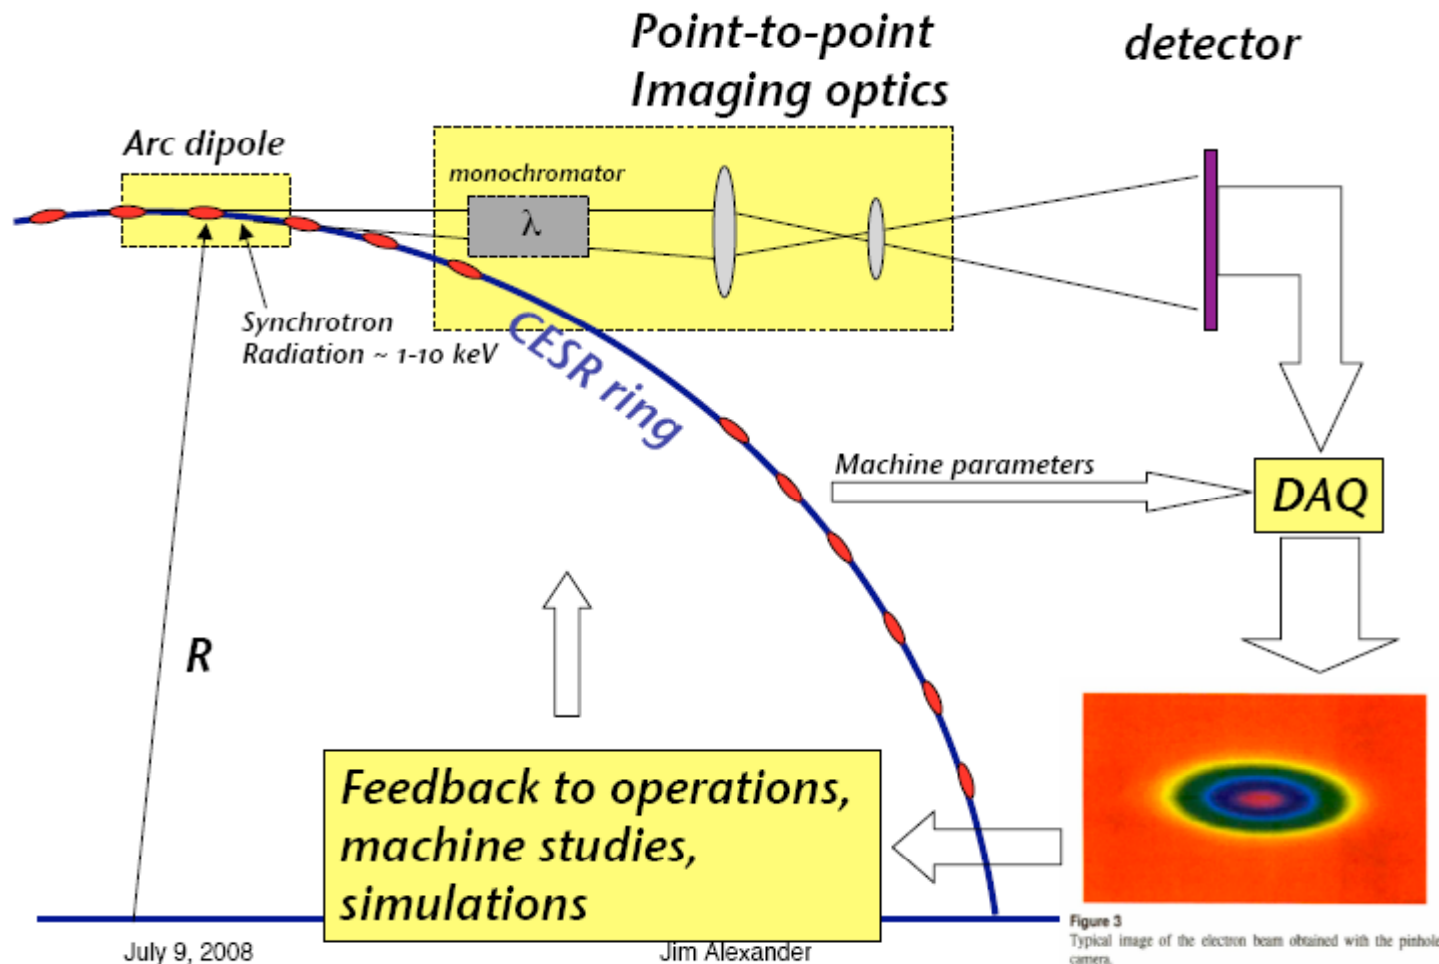 Point-to-point
Imaging optics
detector
Arc dipole
monochromator
λ
Synchrotron
Radiation ~ 1-10 keV
CESR ring
Machine parameters
DAQ
R
Feedback to operations,
machine studies,
simulations
Figure 3
Typical image of the electron beam obtained with the pinhole
camera.
July 9, 2008
Jim Alexander